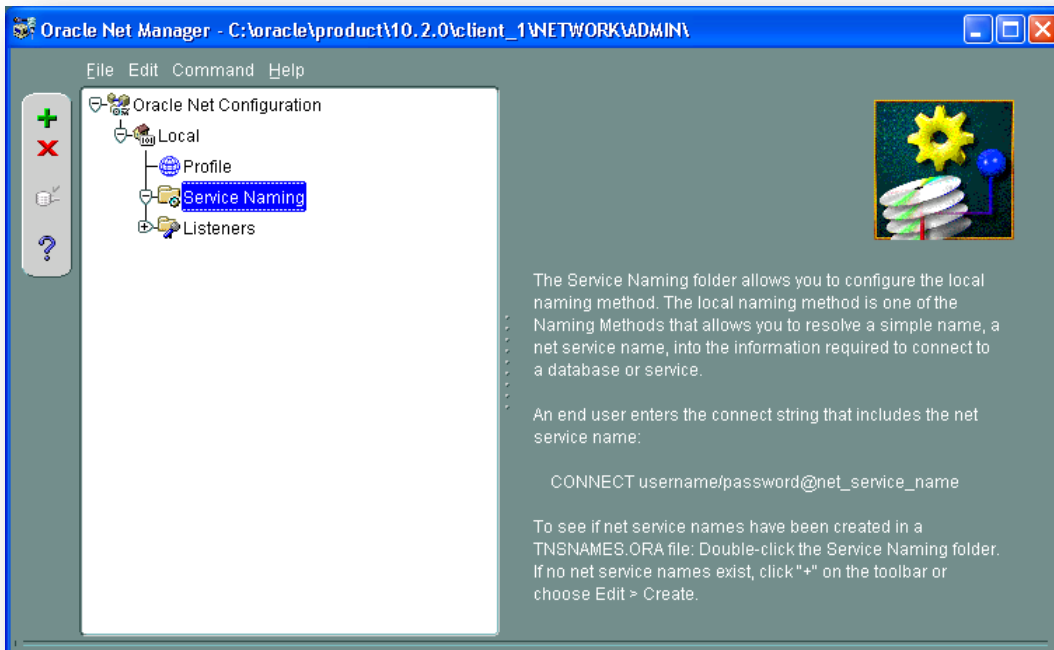 Oracle Net Manager - C:\oracle\product\10.2.0\client_1\NETWORK\ADMIN\
File Edit Command Help
Oracle Net Configuration
Local
Profile
Service Naming
Listeners
?
The Service Naming folder allows you to configure the local
naming method. The local naming method is one of the
Naming Methods that allows you to resolve a simple name, a
net service name, into the information required to connect to
a database or service.
An end user enters the connect string that includes the net
service name:
CONNECT username/password@net_service_name
To see if net service names have been created in a
TNSNAMES.ORA file: Double-click the Service Naming folder.
If no net service names exist, click "+" on the toolbar or
choose Edit > Create.